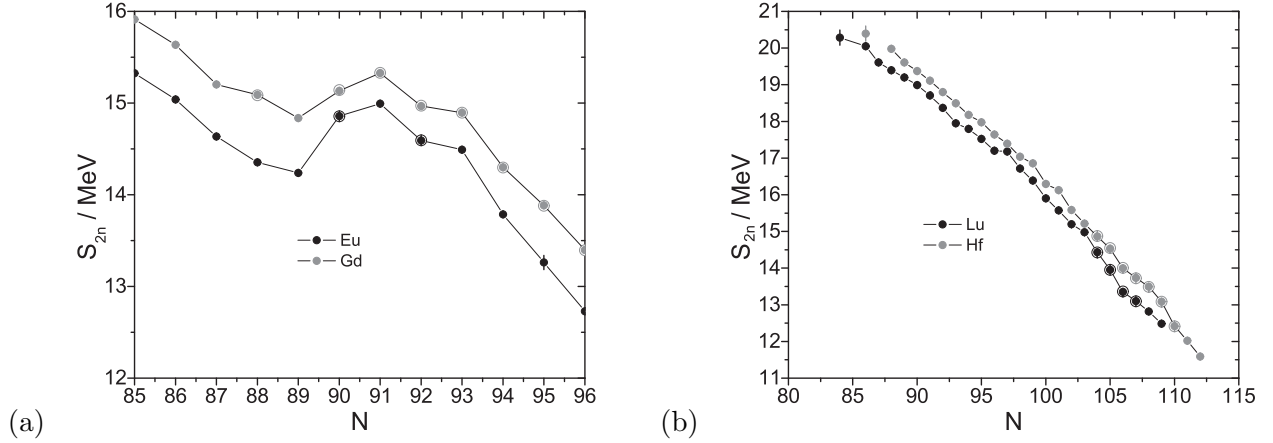 16
15
14
13
12
S2n / MeV
Eu
Gd
85 86 87 88 89 90 91 92 93 94 95 96
N
(a)
21
20
19
18
17
16
15
14
13
12
11
S2n / MeV
Lu
Hf
80 85 90 95 100 105 110 115
N
(b)